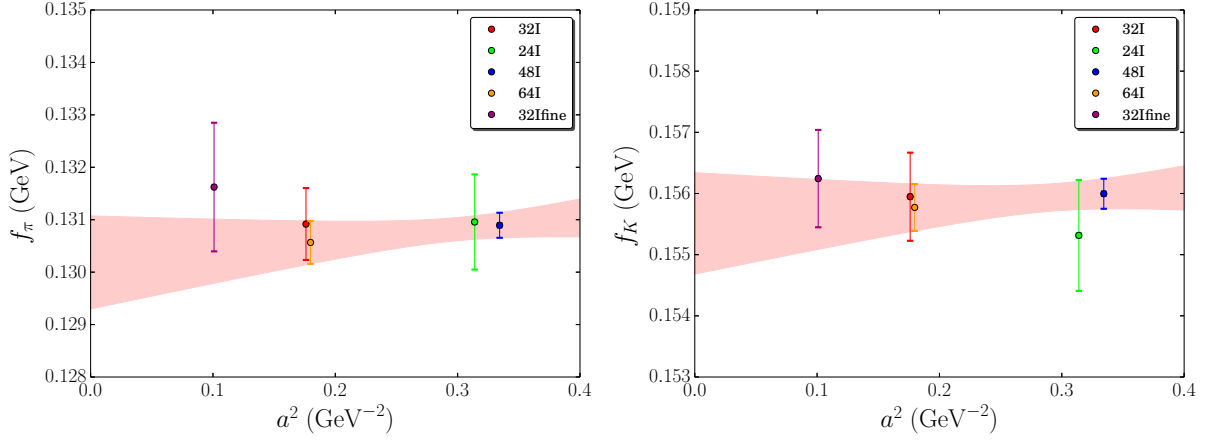 0.135
0.134
0.133
0.132
0.131
0.130
0.129
0.128
f_π (GeV)
0.0
0.1
0.2
0.3
0.4
a² (GeV⁻²)
32I
24I
48I
64I
32Ifine
0.159
0.158
0.157
0.156
0.155
0.154
0.153
f_K (GeV)
0.0
0.1
0.2
0.3
0.4
a² (GeV⁻²)
32I
24I
48I
64I
32Ifine